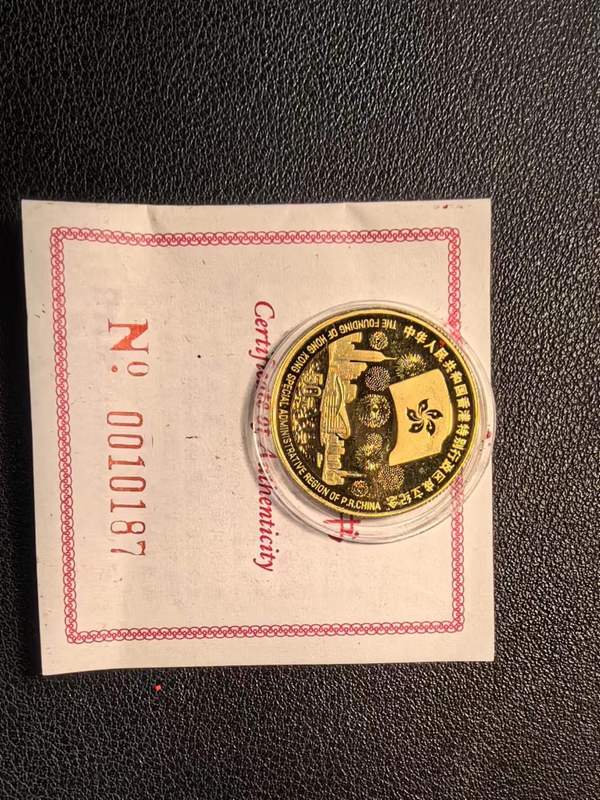 中华人民共和国香港特别行政区成立纪念
THE FOUNDING OF HONG KONG SPECIAL ADMINISTRATIVE REGION OF P.R.CHINA
Certificate of Authenticity
Nº 0010187